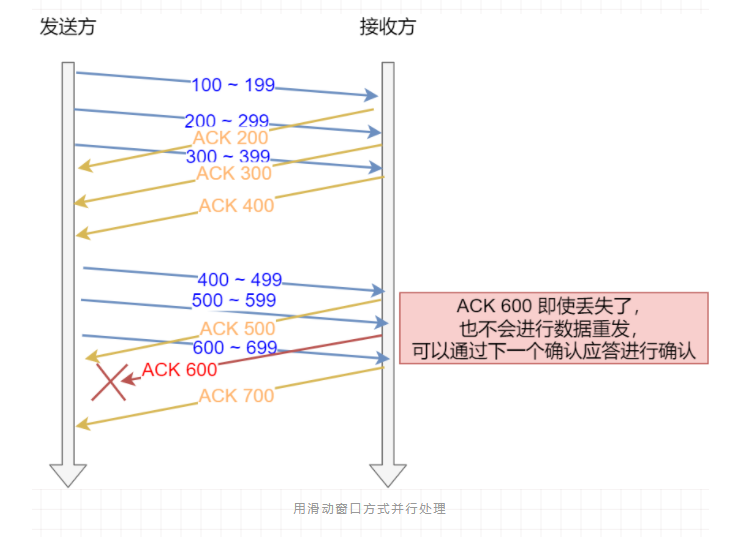 发送方
接收方
100 ~ 199
200 ~ 299
ACK 200
300 ~ 399
ACK 300
ACK 400
400 ~ 499
500 ~ 599
ACK 500
600 ~ 699
ACK 600
ACK 700
ACK 600 即使丢失了，
也不会进行数据重发，
可以通过下一个确认应答进行确认
用滑动窗口方式并行处理